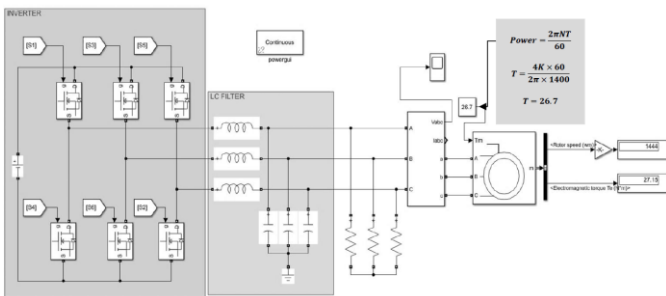 INVERTER
[S1]
[S3]
[S5]
Continuous
powergui
Power = 2πNT
60
T = 4K × 60
2π × 1400
T = 26.7
LC FILTER
26.7
Vabc
Iabc
A
a
B
b
C
c
Tm
A
B
C
m
<Rotor speed (wm)>
1444
<Electromagnetic torque Te (N*m)>
27.15
[S4]
[S6]
[S2]